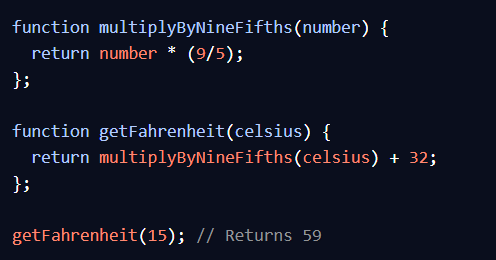 function multiplyByNineFifths(number) {
  return number * (9/5);
};

function getFahrenheit(celsius) {
  return multiplyByNineFifths(celsius) + 32;
};

getFahrenheit(15); // Returns 59